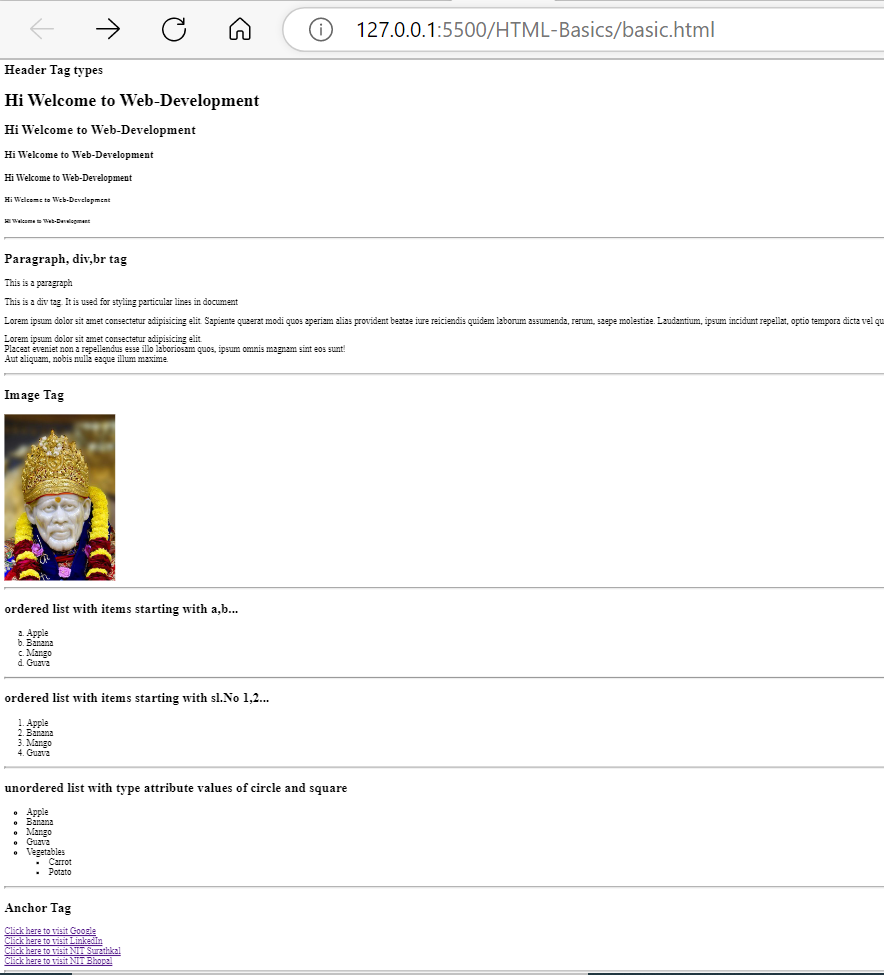 127.0.0.1:5500/HTML-Basics/basic.html
Header Tag types
Hi Welcome to Web-Development
Hi Welcome to Web-Development
Hi Welcome to Web-Development
Hi Welcome to Web-Development
Hi Welcome to Web-Development
Hi Welcome to Web-Development
Paragraph, div,br tag
This is a paragraph
This is a div tag. It is used for styling particular lines in document
Lorem ipsum dolor sit amet consectetur adipisicing elit. Sapiente quaerat modi quos aperiam alias provident beatae iure reiciendis quidem laborum assumenda, rerum, saepe molestiae. Laudantium, ipsum incidunt repellat, optio tempora dicta vel qu
Lorem ipsum dolor sit amet consectetur adipisicing elit.
Placeat eveniet non a repellendus esse illo laboriosam quos, ipsum omnis magnam sint eos sunt!
Aut aliquam, nobis nulla eaque illum maxime.
Image Tag
ordered list with items starting with a,b...
a. Apple
b. Banana
c. Mango
d. Guava
ordered list with items starting with sl.No 1,2...
1. Apple
2. Banana
3. Mango
4. Guava
unordered list with type attribute values of circle and square
Apple
Banana
Mango
Guava
Vegetables
Carrot
Potato
Anchor Tag
Click here to visit Google
Click here to visit LinkedIn
Click here to visit NIT Surathkal
Click here to visit NIT Bhopal